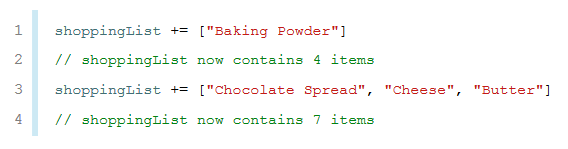 1 shoppingList += ["Baking Powder"]
2 // shoppingList now contains 4 items
3 shoppingList += ["Chocolate Spread", "Cheese", "Butter"]
4 // shoppingList now contains 7 items